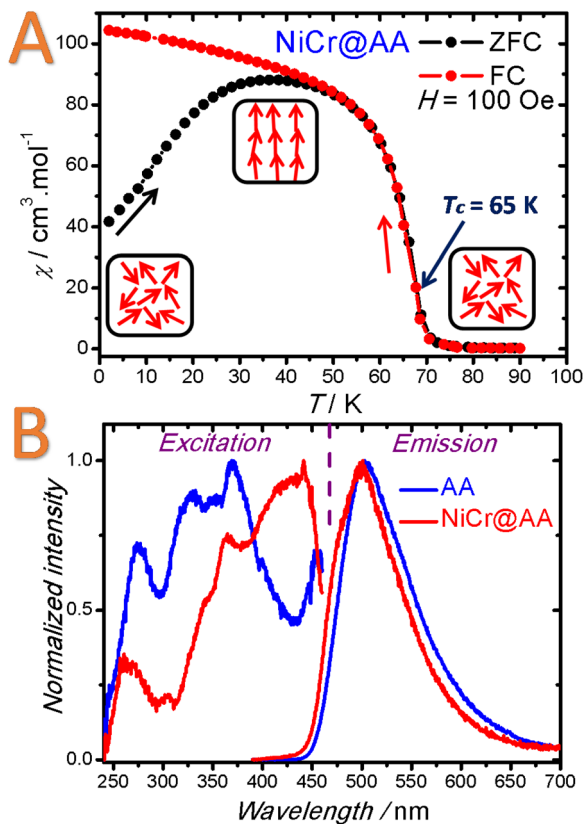 A
NiCr@AA
ZFC
FC
H = 100 Oe
χ / cm³.mol⁻¹
100
80
60
40
20
0
Tc = 65 K
0 10 20 30 40 50 60 70 80 90 100
T / K
B
Excitation
Emission
AA
NiCr@AA
Normalized intensity
1.0
0.5
0.0
250 300 350 400 450 500 550 600 650 700
Wavelength / nm